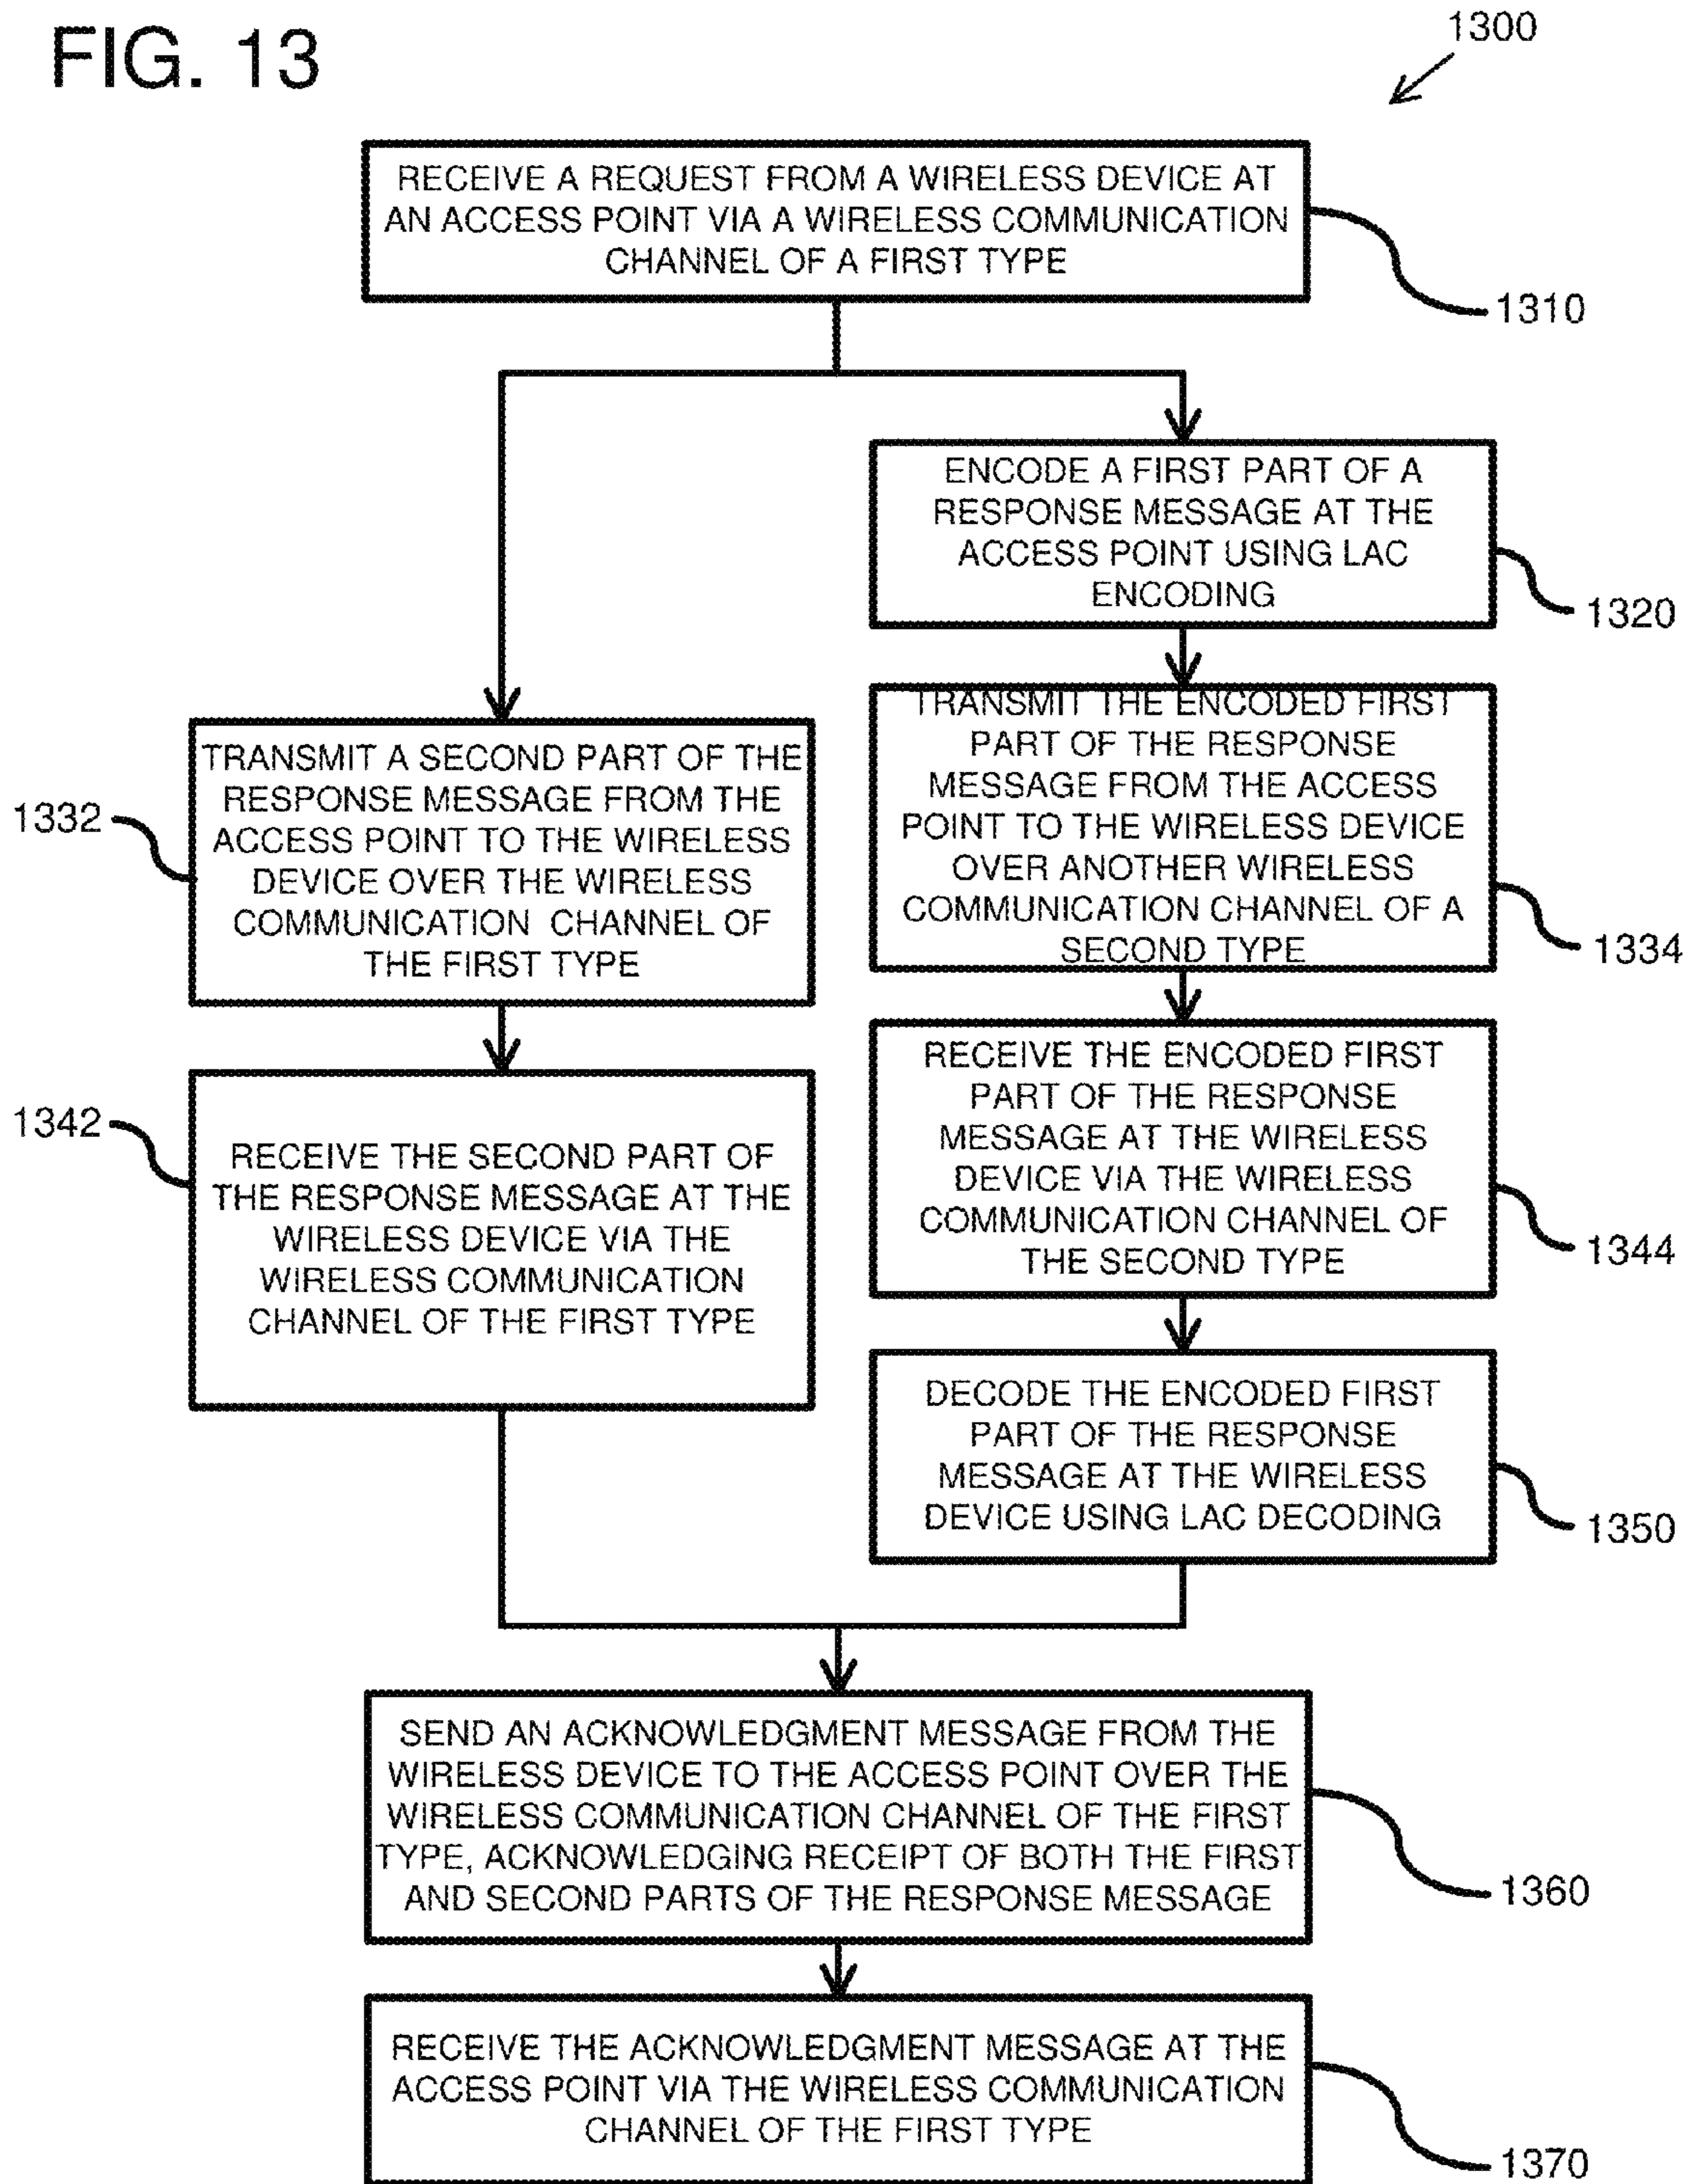 FIG. 13
1300
RECEIVE A REQUEST FROM A WIRELESS DEVICE AT
AN ACCESS POINT VIA A WIRELESS COMMUNICATION
CHANNEL OF A FIRST TYPE
1310
ENCODE A FIRST PART OF A
RESPONSE MESSAGE AT THE
ACCESS POINT USING LAC
ENCODING
1320
TRANSMIT A SECOND PART OF THE
RESPONSE MESSAGE FROM THE
ACCESS POINT TO THE WIRELESS
DEVICE OVER THE WIRELESS
COMMUNICATION CHANNEL OF
THE FIRST TYPE
1332
TRANSMIT THE ENCODED FIRST
PART OF THE RESPONSE
MESSAGE FROM THE ACCESS
POINT TO THE WIRELESS DEVICE
OVER ANOTHER WIRELESS
COMMUNICATION CHANNEL OF A
SECOND TYPE
1334
RECEIVE THE SECOND PART OF
THE RESPONSE MESSAGE AT THE
WIRELESS DEVICE VIA THE
WIRELESS COMMUNICATION
CHANNEL OF THE FIRST TYPE
1342
RECEIVE THE ENCODED FIRST
PART OF THE RESPONSE
MESSAGE AT THE WIRELESS
DEVICE VIA THE WIRELESS
COMMUNICATION CHANNEL OF
THE SECOND TYPE
1344
DECODE THE ENCODED FIRST
PART OF THE RESPONSE
MESSAGE AT THE WIRELESS
DEVICE USING LAC DECODING
1350
SEND AN ACKNOWLEDGMENT MESSAGE FROM THE
WIRELESS DEVICE TO THE ACCESS POINT OVER THE
WIRELESS COMMUNICATION CHANNEL OF THE FIRST
TYPE, ACKNOWLEDGING RECEIPT OF BOTH THE FIRST
AND SECOND PARTS OF THE RESPONSE MESSAGE
1360
RECEIVE THE ACKNOWLEDGMENT MESSAGE AT THE
ACCESS POINT VIA THE WIRELESS COMMUNICATION
CHANNEL OF THE FIRST TYPE
1370